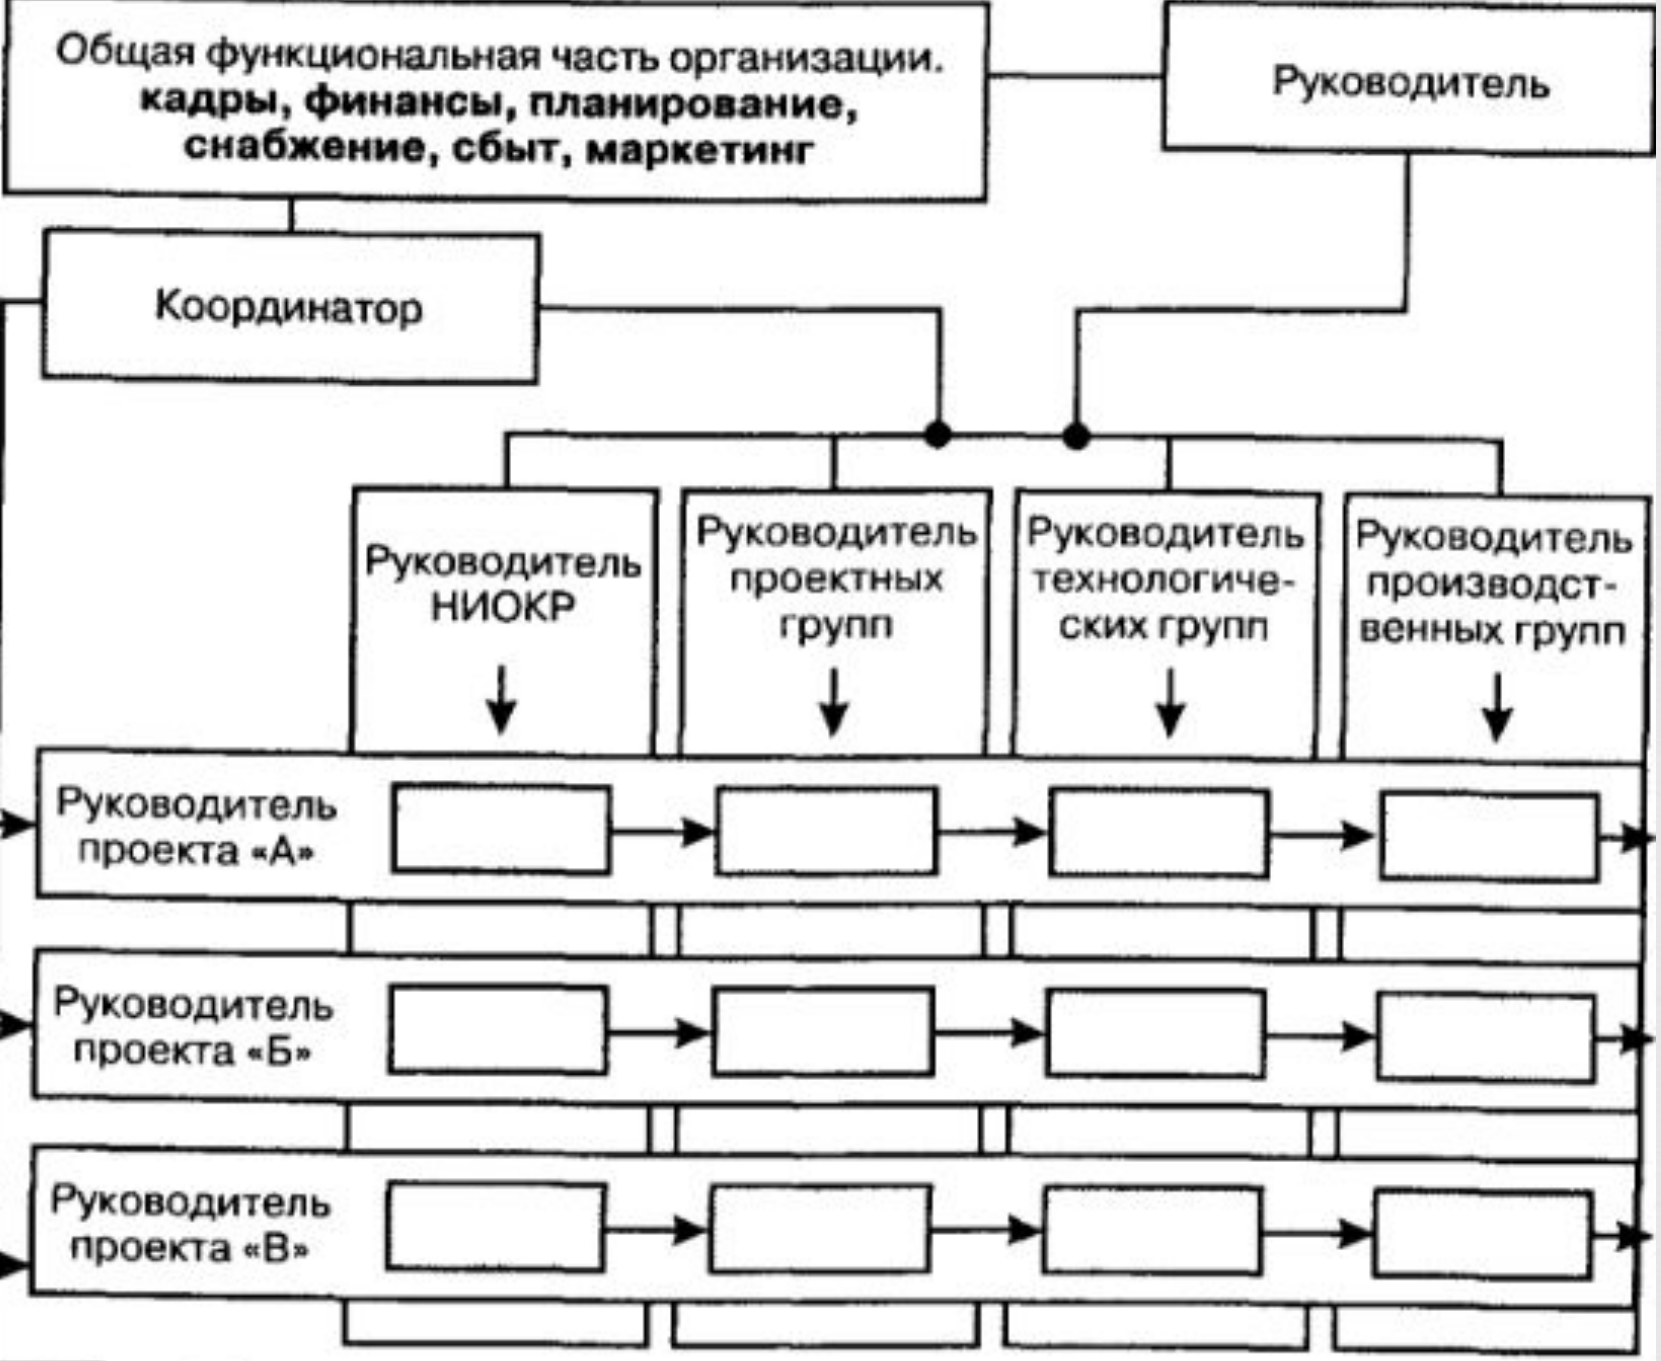 Общая функциональная часть организации.
кадры, финансы, планирование,
снабжение, сбыт, маркетинг
Руководитель
Координатор
Руководитель
НИОКР
Руководитель
проектных
групп
Руководитель
технологиче-
ских групп
Руководитель
производст-
венных групп
Руководитель
проекта «А»
Руководитель
проекта «Б»
Руководитель
проекта «В»